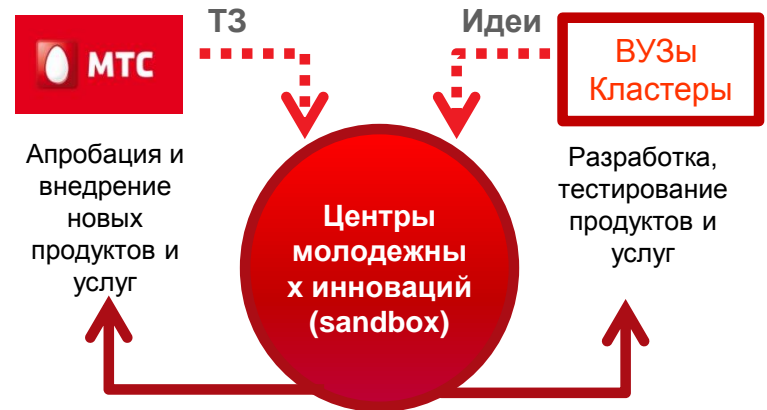 ТЗ
Идеи
МТС
ВУЗы
Кластеры
Апробация и
внедрение
новых
продуктов и
услуг
Центры
молодежны
х инноваций
(sandbox)
Разработка,
тестирование
продуктов и
услуг